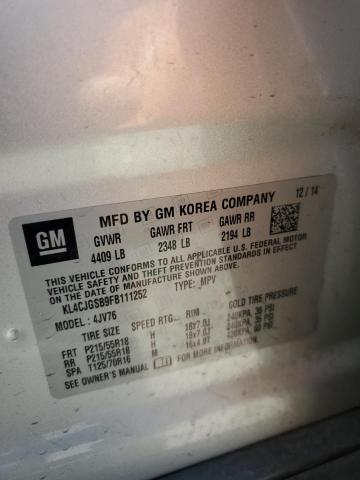 GM
MFD BY GM KOREA COMPANY
12/14
GVWR GAWR FRT GAWR RR
4409 LB 2348 LB 2194 LB
THIS VEHICLE CONFORMS TO ALL APPLICABLE U.S. FEDERAL MOTOR
VEHICLE SAFETY, BUMPER, AND THEFT PREVENTION STANDARDS IN EFFECT
ON THE DATE OF MANUFACTURE SHOWN ABOVE.
KL4CJGSB9FB111252 TYPE: MPV
MODEL: 4JV76
TIRE SIZE SPEED RTG RIM COLD TIRE PRESSURE
FRT P215/55R18 H 18x7.0J 240KPA, 35 PSI
RR P215/55R18 H 18x7.0J 240KPA, 35 PSI
SPA T125/70R16 M 16x4.0T 420KPA, 60 PSI
SEE OWNER'S MANUAL FOR MORE INFORMATION.